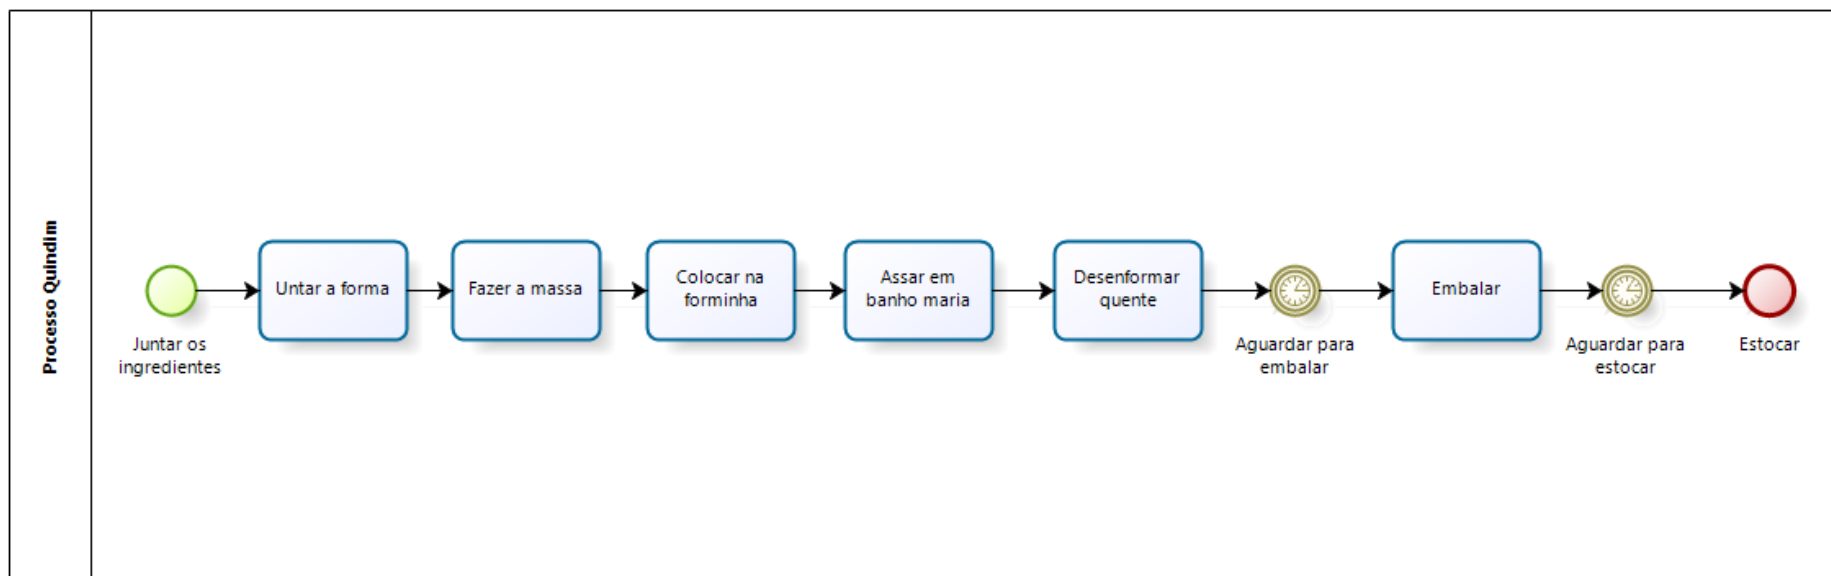 Processo Quindim
Juntar os
ingredientes
Untar a forma
Fazer a massa
Colocar na
forminha
Assar em
banho maria
Desenformar
quente
Aguardar para
embalar
Embalar
Aguardar para
estocar
Estocar